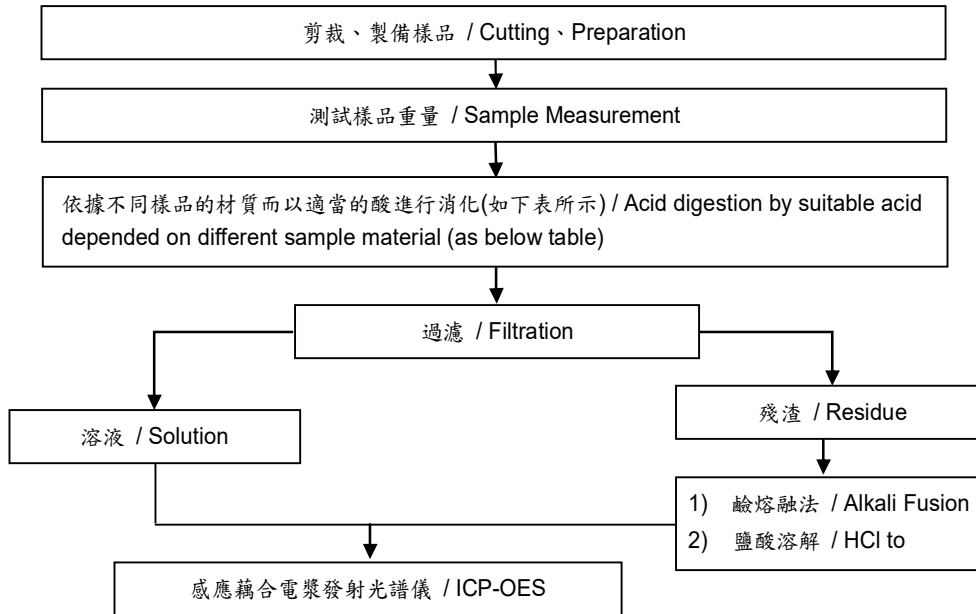 剪裁、製備樣品 / Cutting、Preparation
測試樣品重量 / Sample Measurement
依據不同樣品的材質而以適當的酸進行消化(如下表所示) / Acid digestion by suitable acid
depended on different sample material (as below table)
過濾 / Filtration
溶液 / Solution
殘渣 / Residue
1) 鹼熔融法 / Alkali Fusion
2) 鹽酸溶解 / HCl to
感應藕合電漿發射光譜儀 / ICP-OES